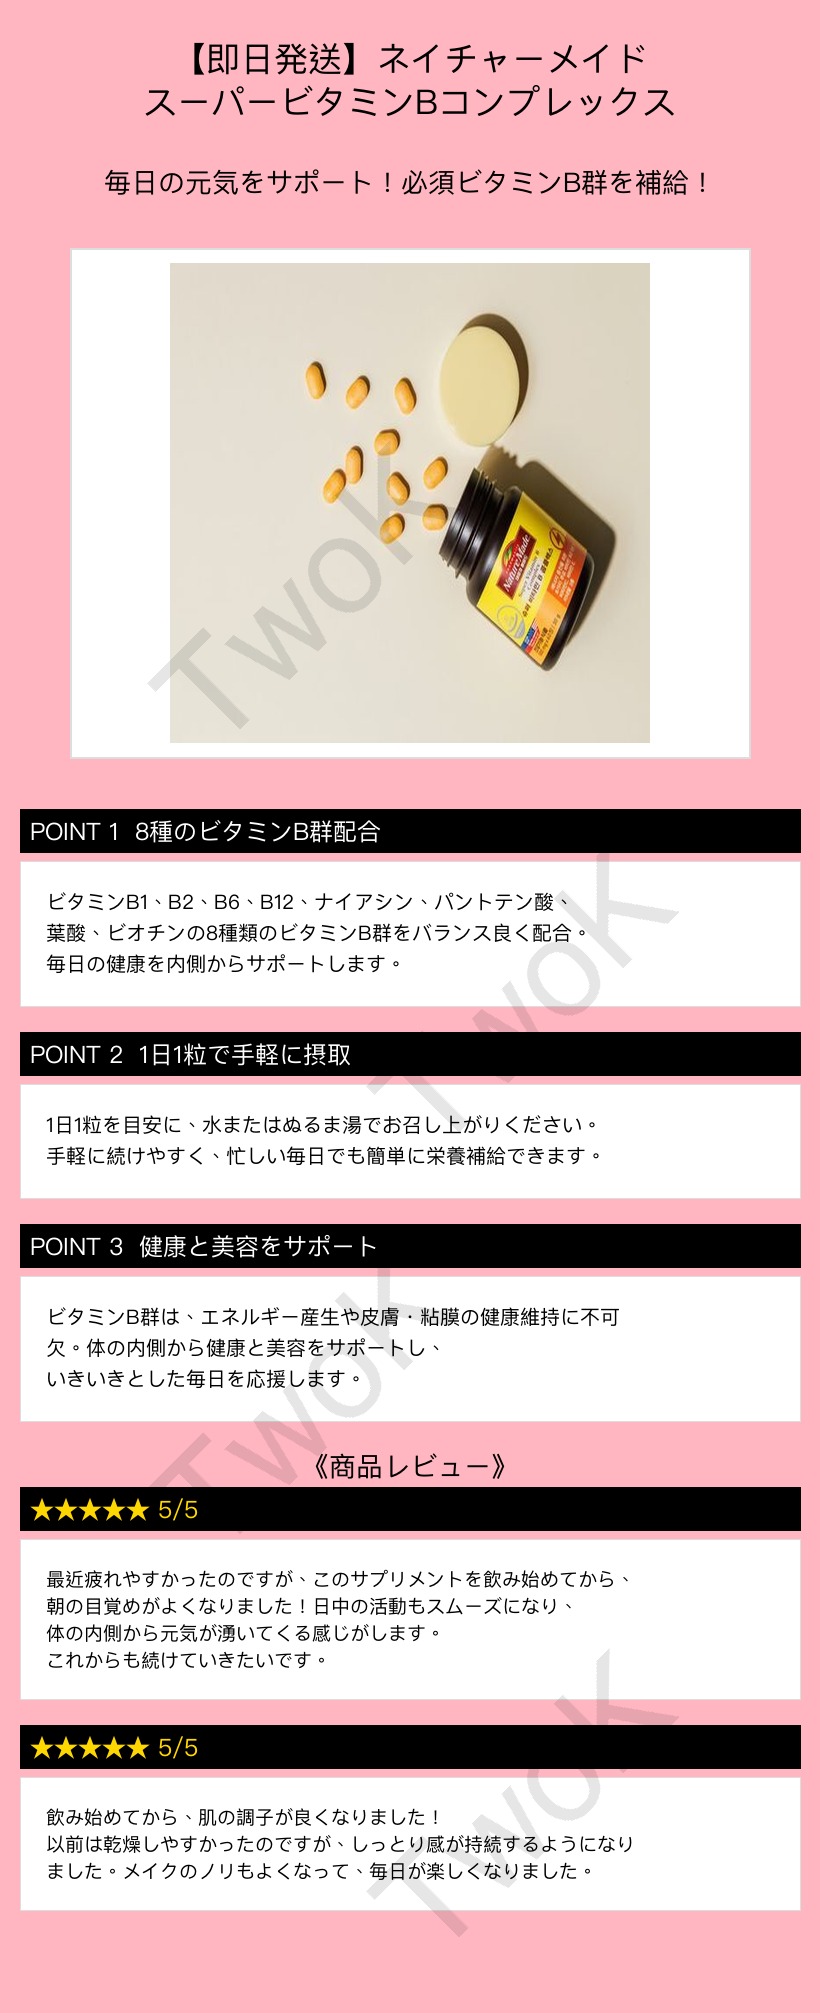 【即日発送】ネイチャーメイド
スーパービタミンBコンプレックス
毎日の元気をサポート！必須ビタミンB群を補給！
Nature Made
Super Vitamin B
Complex
슈퍼 비타민 B 콤플렉스
TwoK
POINT 1 8種のビタミンB群配合
ビタミンB1、B2、B6、B12、ナイアシン、パントテン酸、
葉酸、ビオチンの8種類のビタミンB群をバランス良く配合。
毎日の健康を内側からサポートします。
TwoK
POINT 2 1日1粒で手軽に摂取
1日1粒を目安に、水またはぬるま湯でお召し上がりください。
手軽に続けやすく、忙しい毎日でも簡単に栄養補給できます。
POINT 3 健康と美容をサポート
ビタミンB群は、エネルギー産生や皮膚・粘膜の健康維持に不可
欠。体の内側から健康と美容をサポートし、
いきいきとした毎日を応援します。
TwoK
《商品レビュー》
★★★★★ 5/5
最近疲れやすかったのですが、このサプリメントを飲み始めてから、
朝の目覚めがよくなりました！日中の活動もスムーズになり、
体の内側から元気が湧いてくる感じがします。
これからも続けていきたいです。
★★★★★ 5/5
飲み始めてから、肌の調子が良くなりました！
以前は乾燥しやすかったのですが、しっとり感が持続するようになり
ました。メイクのノリもよくなって、毎日が楽しくなりました。
TwoK